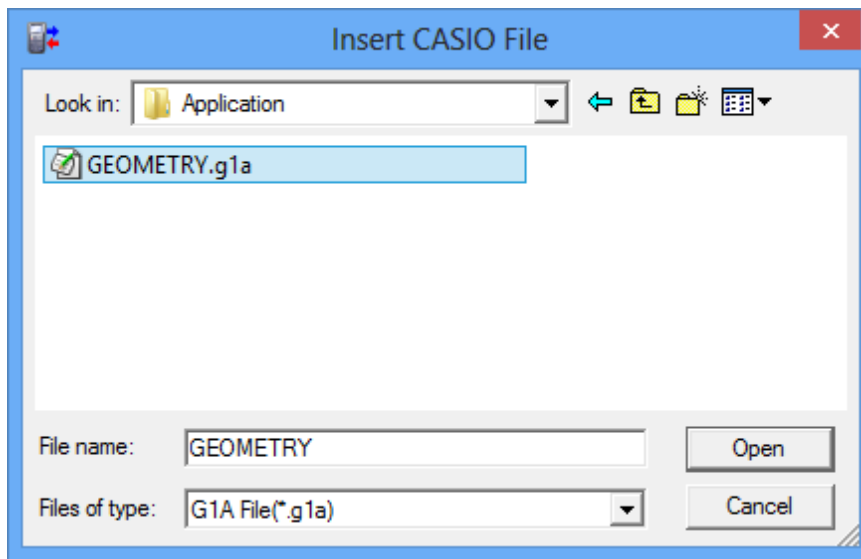 Insert CASIO File
Look in: Application
GEOMETRY.g1a
File name: GEOMETRY Open
Files of type: G1A File(*.g1a) Cancel